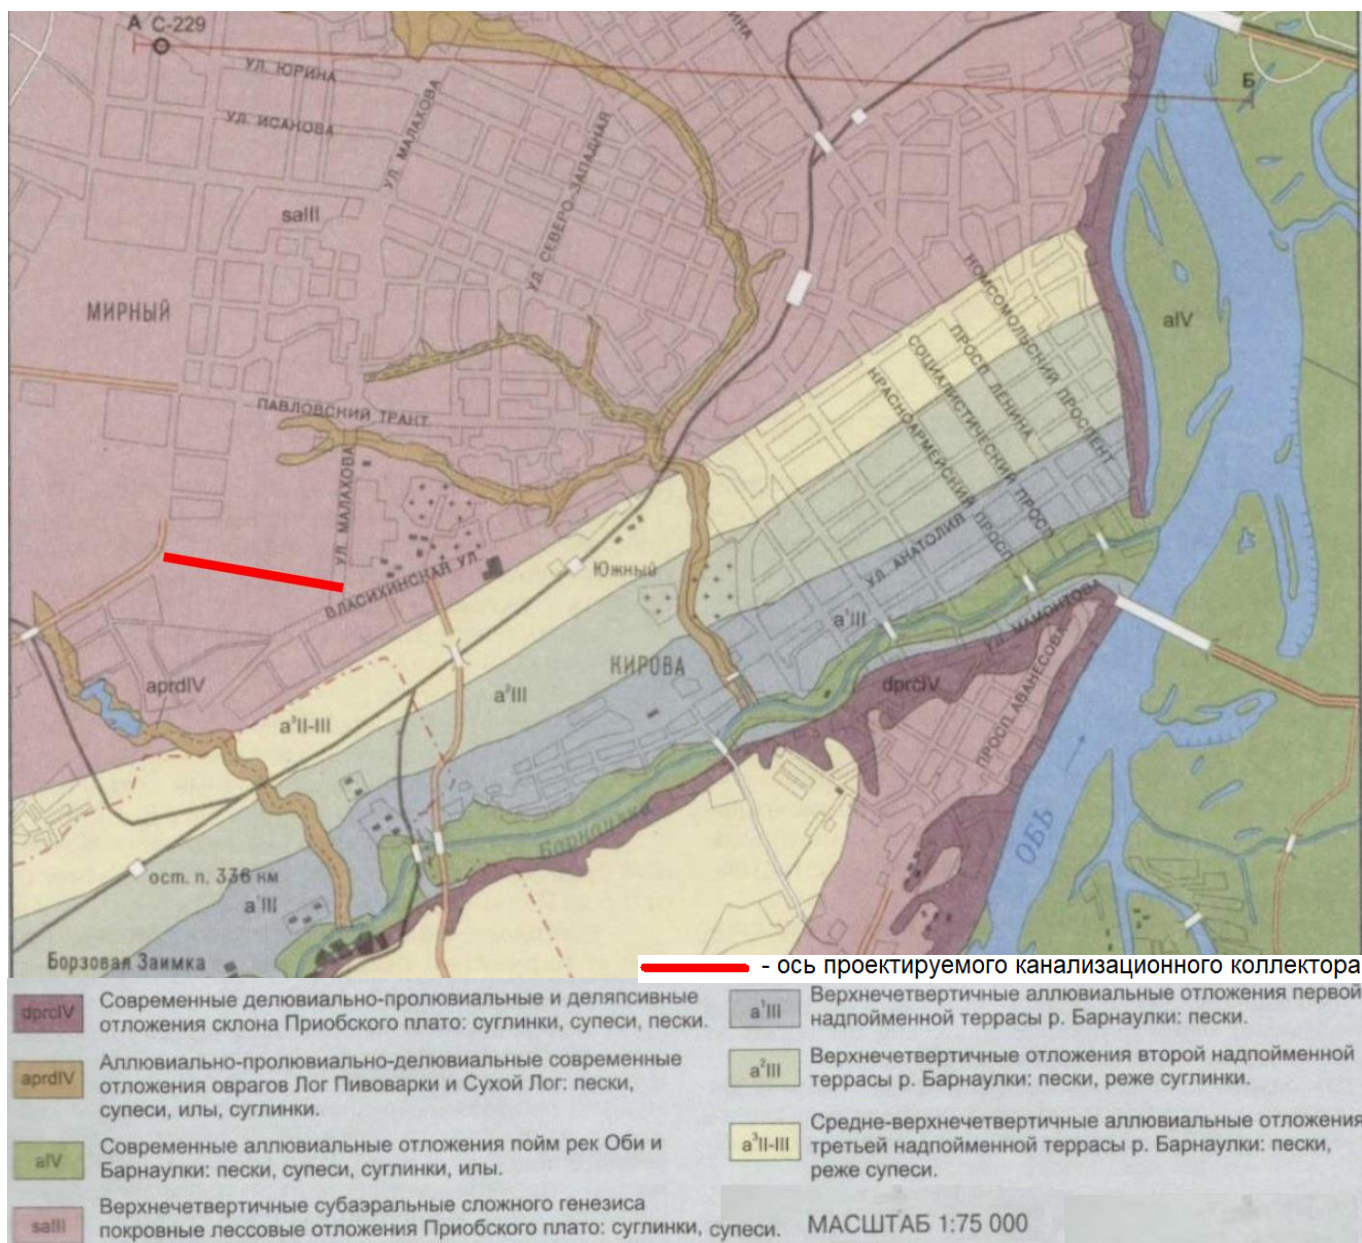 А С-229
УЛ. ЮРИНА
УЛ. ИСАКОВА
УЛ. МАЛАХОВА
УЛ. СЕВЕРО-ЗАПАДНАЯ
Б
saIII
МИРНЫЙ
ПАВЛОВСКИЙ ТРАКТ
УЛ. МАЛАХОВА
ВЛАСИХИНСКАЯ УЛ.
КОМСОМОЛЬСКИЙ ПРОСПЕКТ
ПРОСП. ЛЕНИНА
СОЦИАЛИСТИЧЕСКИЙ ПРОСП.
КРАСНОАРМЕЙСКИЙ ПРОСП.
aIV
УЛ. АНАТОЛИЯ
Южный
a¹III
УЛ. МАМОНТОВА
КИРОВА
dprcIV
ПРОСП. АВАНЕСОВА
aprdIV
a²III
a³II-III
Барнаулка
ОБЬ
ост. п. 336 км
a¹III
Борзовая Заимка
- ось проектируемого канализационного коллектора
dprcIV
Современные делювиально-пролювиальные и деляпсивные
отложения склона Приобского плато: суглинки, супеси, пески.
aprdIV
Аллювиально-пролювиально-делювиальные современные
отложения оврагов Лог Пивоварки и Сухой Лог: пески,
супеси, илы, суглинки.
aIV
Современные аллювиальные отложения пойм рек Оби и
Барнаулки: пески, супеси, суглинки, илы.
saIII
Верхнечетвертичные субаэральные сложного генезиса
покровные лессовые отложения Приобского плато: суглинки, супеси.
a¹III
Верхнечетвертичные аллювиальные отложения первой
надпойменной террасы р. Барнаулки: пески.
a²III
Верхнечетвертичные отложения второй надпойменной
террасы р. Барнаулки: пески, реже суглинки.
a³II-III
Средне-верхнечетвертичные аллювиальные отложения
третьей надпойменной террасы р. Барнаулки: пески,
реже супеси.
МАСШТАБ 1:75 000